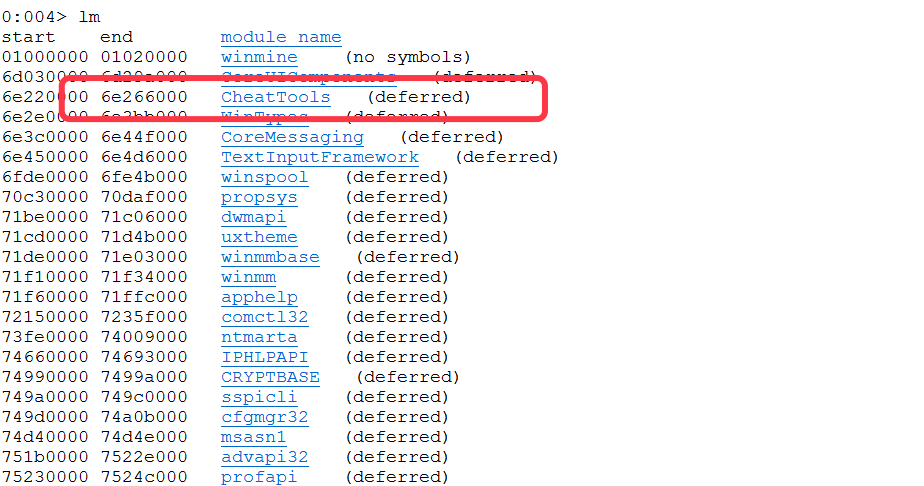 0:004> lm
start    end        module name
01000000 01020000   winmine    (no symbols)
6d030000 6d29a000   CoreUIComponents   (deferred)
6e220000 6e266000   CheatTools   (deferred)
6e2e0000 6e3bb000   WinTypes   (deferred)
6e3c0000 6e44f000   CoreMessaging   (deferred)
6e450000 6e4d6000   TextInputFramework   (deferred)
6fde0000 6fe4b000   winspool   (deferred)
70c30000 70daf000   propsys    (deferred)
71be0000 71c06000   dwmapi     (deferred)
71cd0000 71d4b000   uxtheme    (deferred)
71de0000 71e03000   winmmbase   (deferred)
71f10000 71f34000   winmm      (deferred)
71f60000 71ffc000   apphelp    (deferred)
72150000 7235f000   comctl32   (deferred)
73fe0000 74009000   ntmarta    (deferred)
74660000 74693000   IPHLPAPI   (deferred)
74990000 7499a000   CRYPTBASE   (deferred)
749a0000 749c0000   sspicli    (deferred)
749d0000 74a0b000   cfgmgr32   (deferred)
74d40000 74d4e000   msasn1     (deferred)
751b0000 7522e000   advapi32   (deferred)
75230000 7524c000   profapi    (deferred)